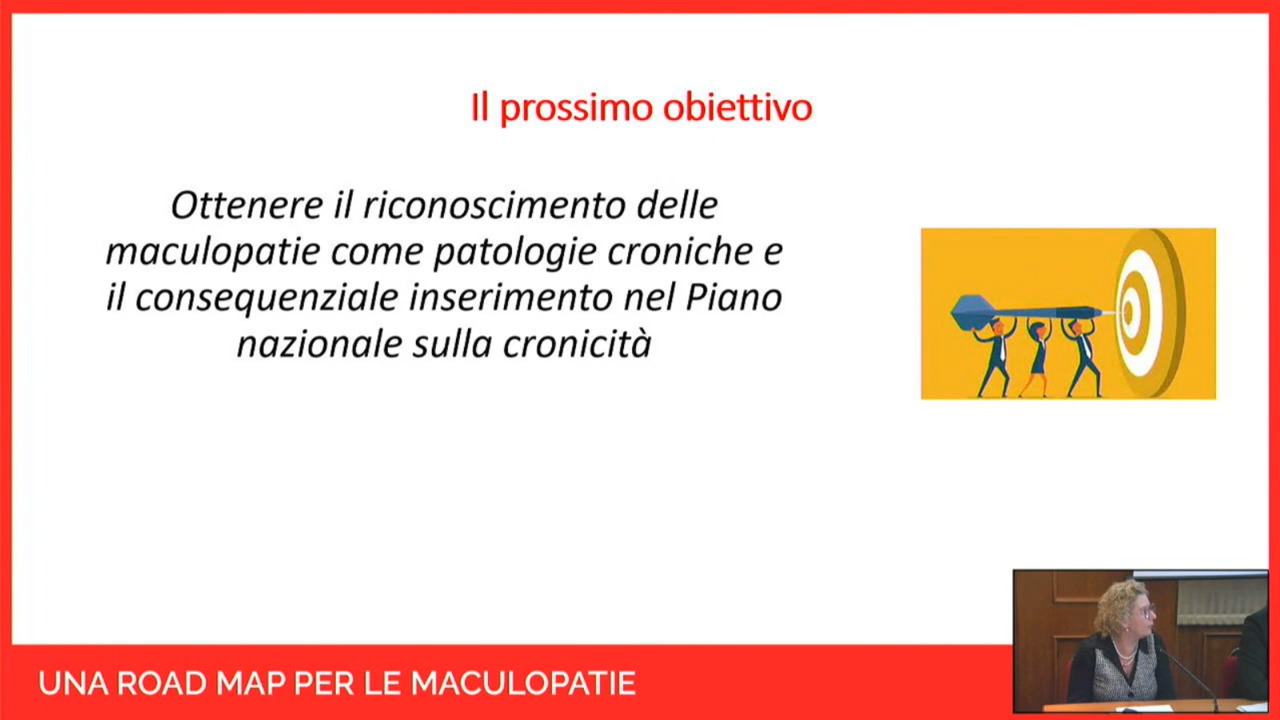 Il prossimo obiettivo
Ottenere il riconoscimento delle
maculopatie come patologie croniche e
il consequenziale inserimento nel Piano
nazionale sulla cronicità
UNA ROAD MAP PER LE MACULOPATIE